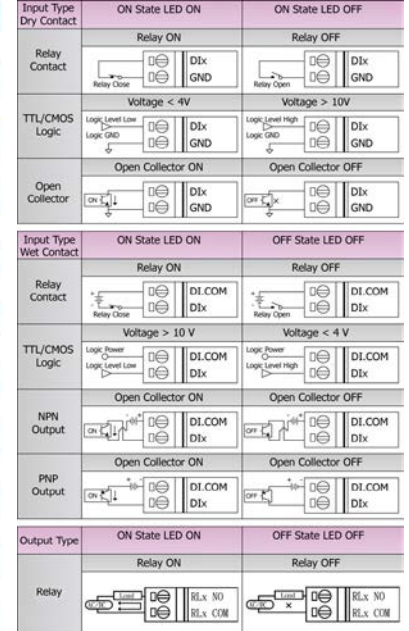 Input Type
Dry Contact
ON State LED ON
ON State LED OFF
Relay ON
Relay OFF
Relay
Contact
Relay Close
DIx
GND
Relay Open
DIx
GND
Voltage < 4V
Voltage > 10V
TTL/CMOS
Logic
Logic Level Low
Logic GND
DIx
GND
Logic Level High
Logic GND
DIx
GND
Open Collector ON
Open Collector OFF
Open
Collector
ON
DIx
GND
OFF
DIx
GND
Input Type
Wet Contact
ON State LED ON
OFF State LED OFF
Relay ON
Relay OFF
Relay
Contact
Relay Close
DI.COM
DIx
Relay Open
DI.COM
DIx
Voltage > 10 V
Voltage < 4 V
TTL/CMOS
Logic
Logic Power
Logic Level Low
DI.COM
DIx
Logic Power
Logic Level High
DI.COM
DIx
Open Collector ON
Open Collector OFF
NPN
Output
ON
DI.COM
DIx
OFF
DI.COM
DIx
Open Collector ON
Open Collector OFF
PNP
Output
ON
DI.COM
DIx
OFF
DI.COM
DIx
Output Type
ON State LED ON
OFF State LED OFF
Relay ON
Relay OFF
Relay
Load
AC/DC
RLx NO
RLx COM
Load
AC/DC
RLx NO
RLx COM